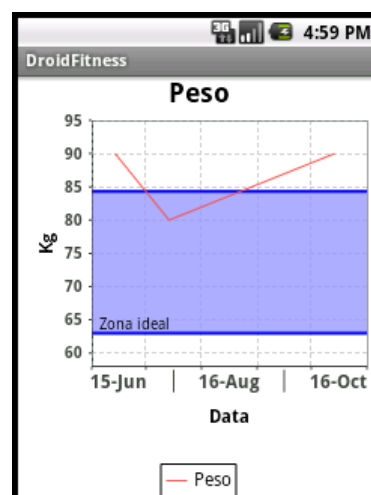 3G 4:59 PM
DroidFitness
Peso
95
90
85
80
75
70
65
60
Kg
Zona ideal
15-Jun 16-Aug 16-Oct
Data
Peso